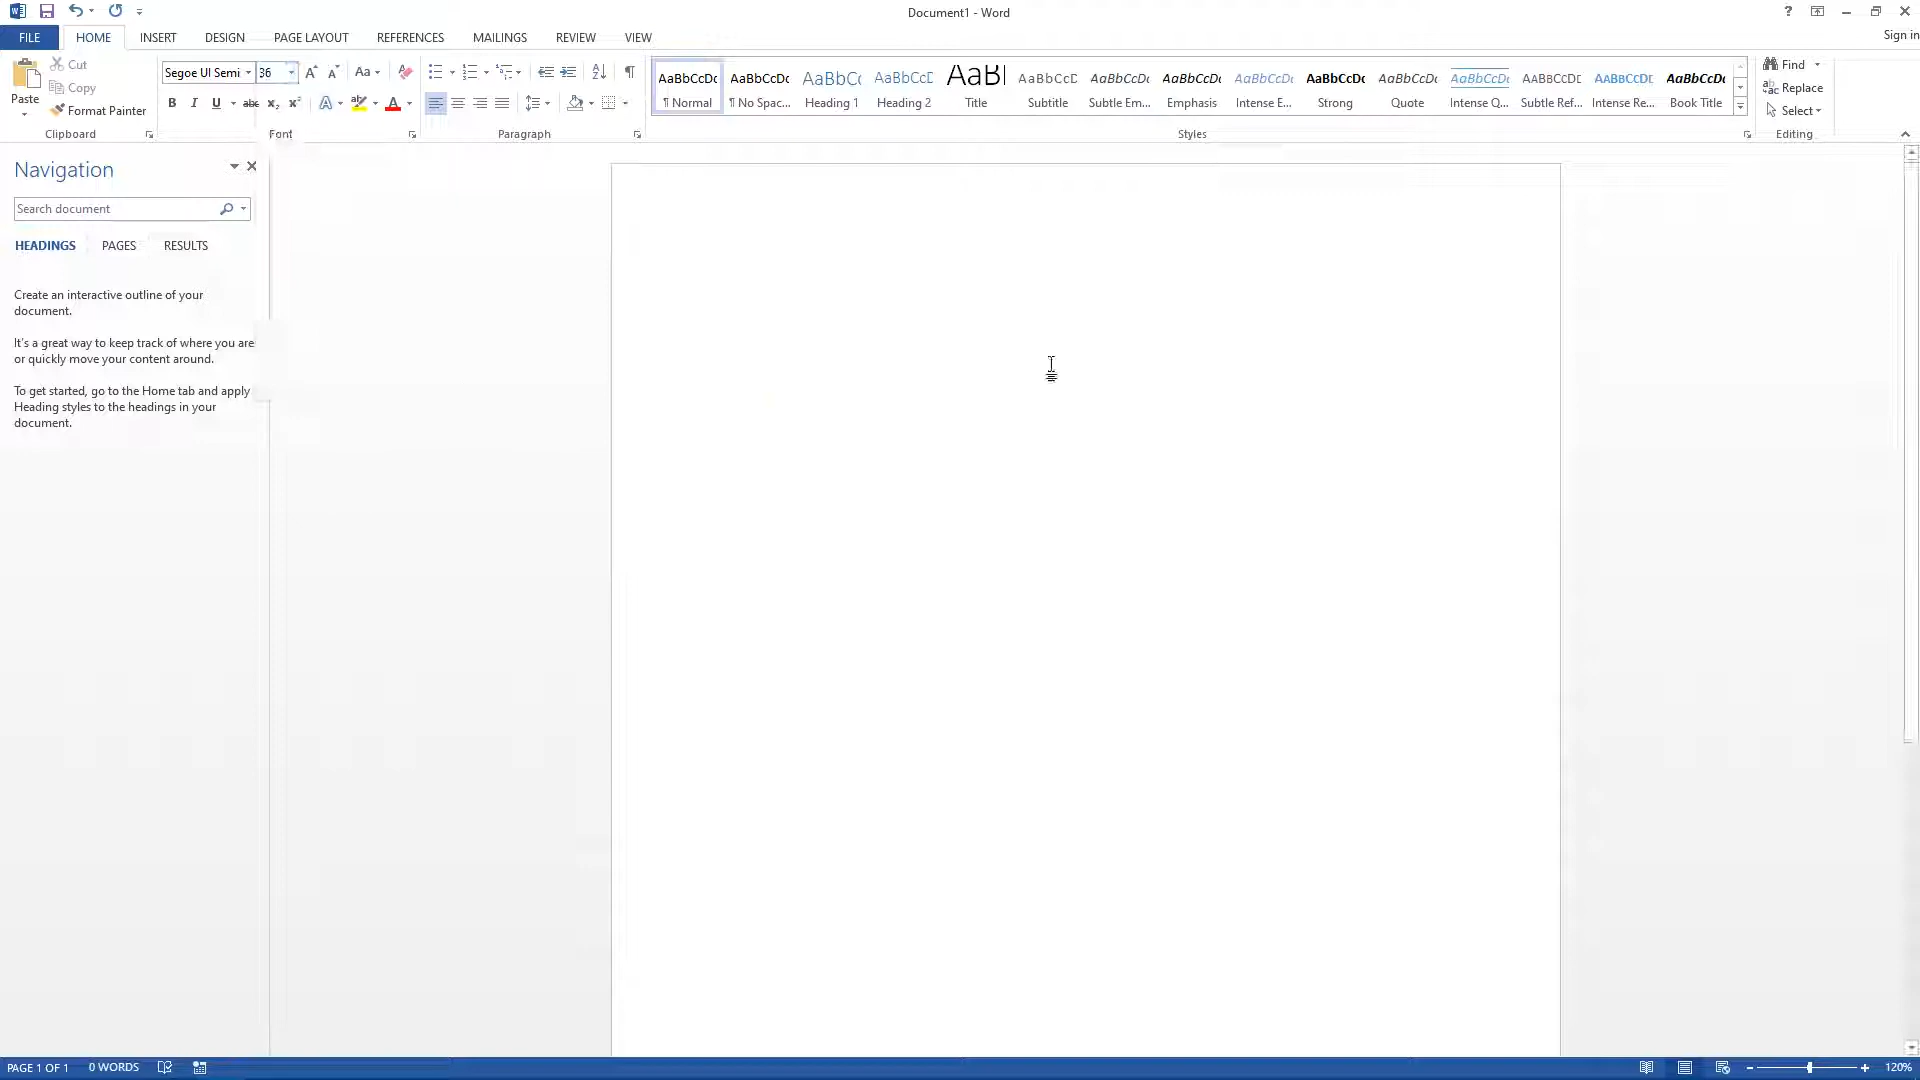 Document1 - Word
Sign in
FILE HOME INSERT DESIGN PAGE LAYOUT REFERENCES MAILINGS REVIEW VIEW
Paste
Cut
Copy
Format Painter
Clipboard
Segoe UI Semi 36
Font
Paragraph
AaBbCcDc AaBbCcDc AaBbCc AaBbCcE AaBl AaBbCcD AaBbCcDc AaBbCcDc AaBbCcDc AaBbCcDc AaBbCcDc AaBbCcDc AABBCCDE AABBCCDE AaBbCcDc
¶ Normal ¶ No Spac... Heading 1 Heading 2 Title Subtitle Subtle Em... Emphasis Intense E... Strong Quote Intense Q... Subtle Ref... Intense Re... Book Title
Styles
Find
Replace
Select
Editing
Navigation
Search document
HEADINGS PAGES RESULTS
Create an interactive outline of your
document.
It's a great way to keep track of where you are
or quickly move your content around.
To get started, go to the Home tab and apply
Heading styles to the headings in your
document.
PAGE 1 OF 1 0 WORDS
120%